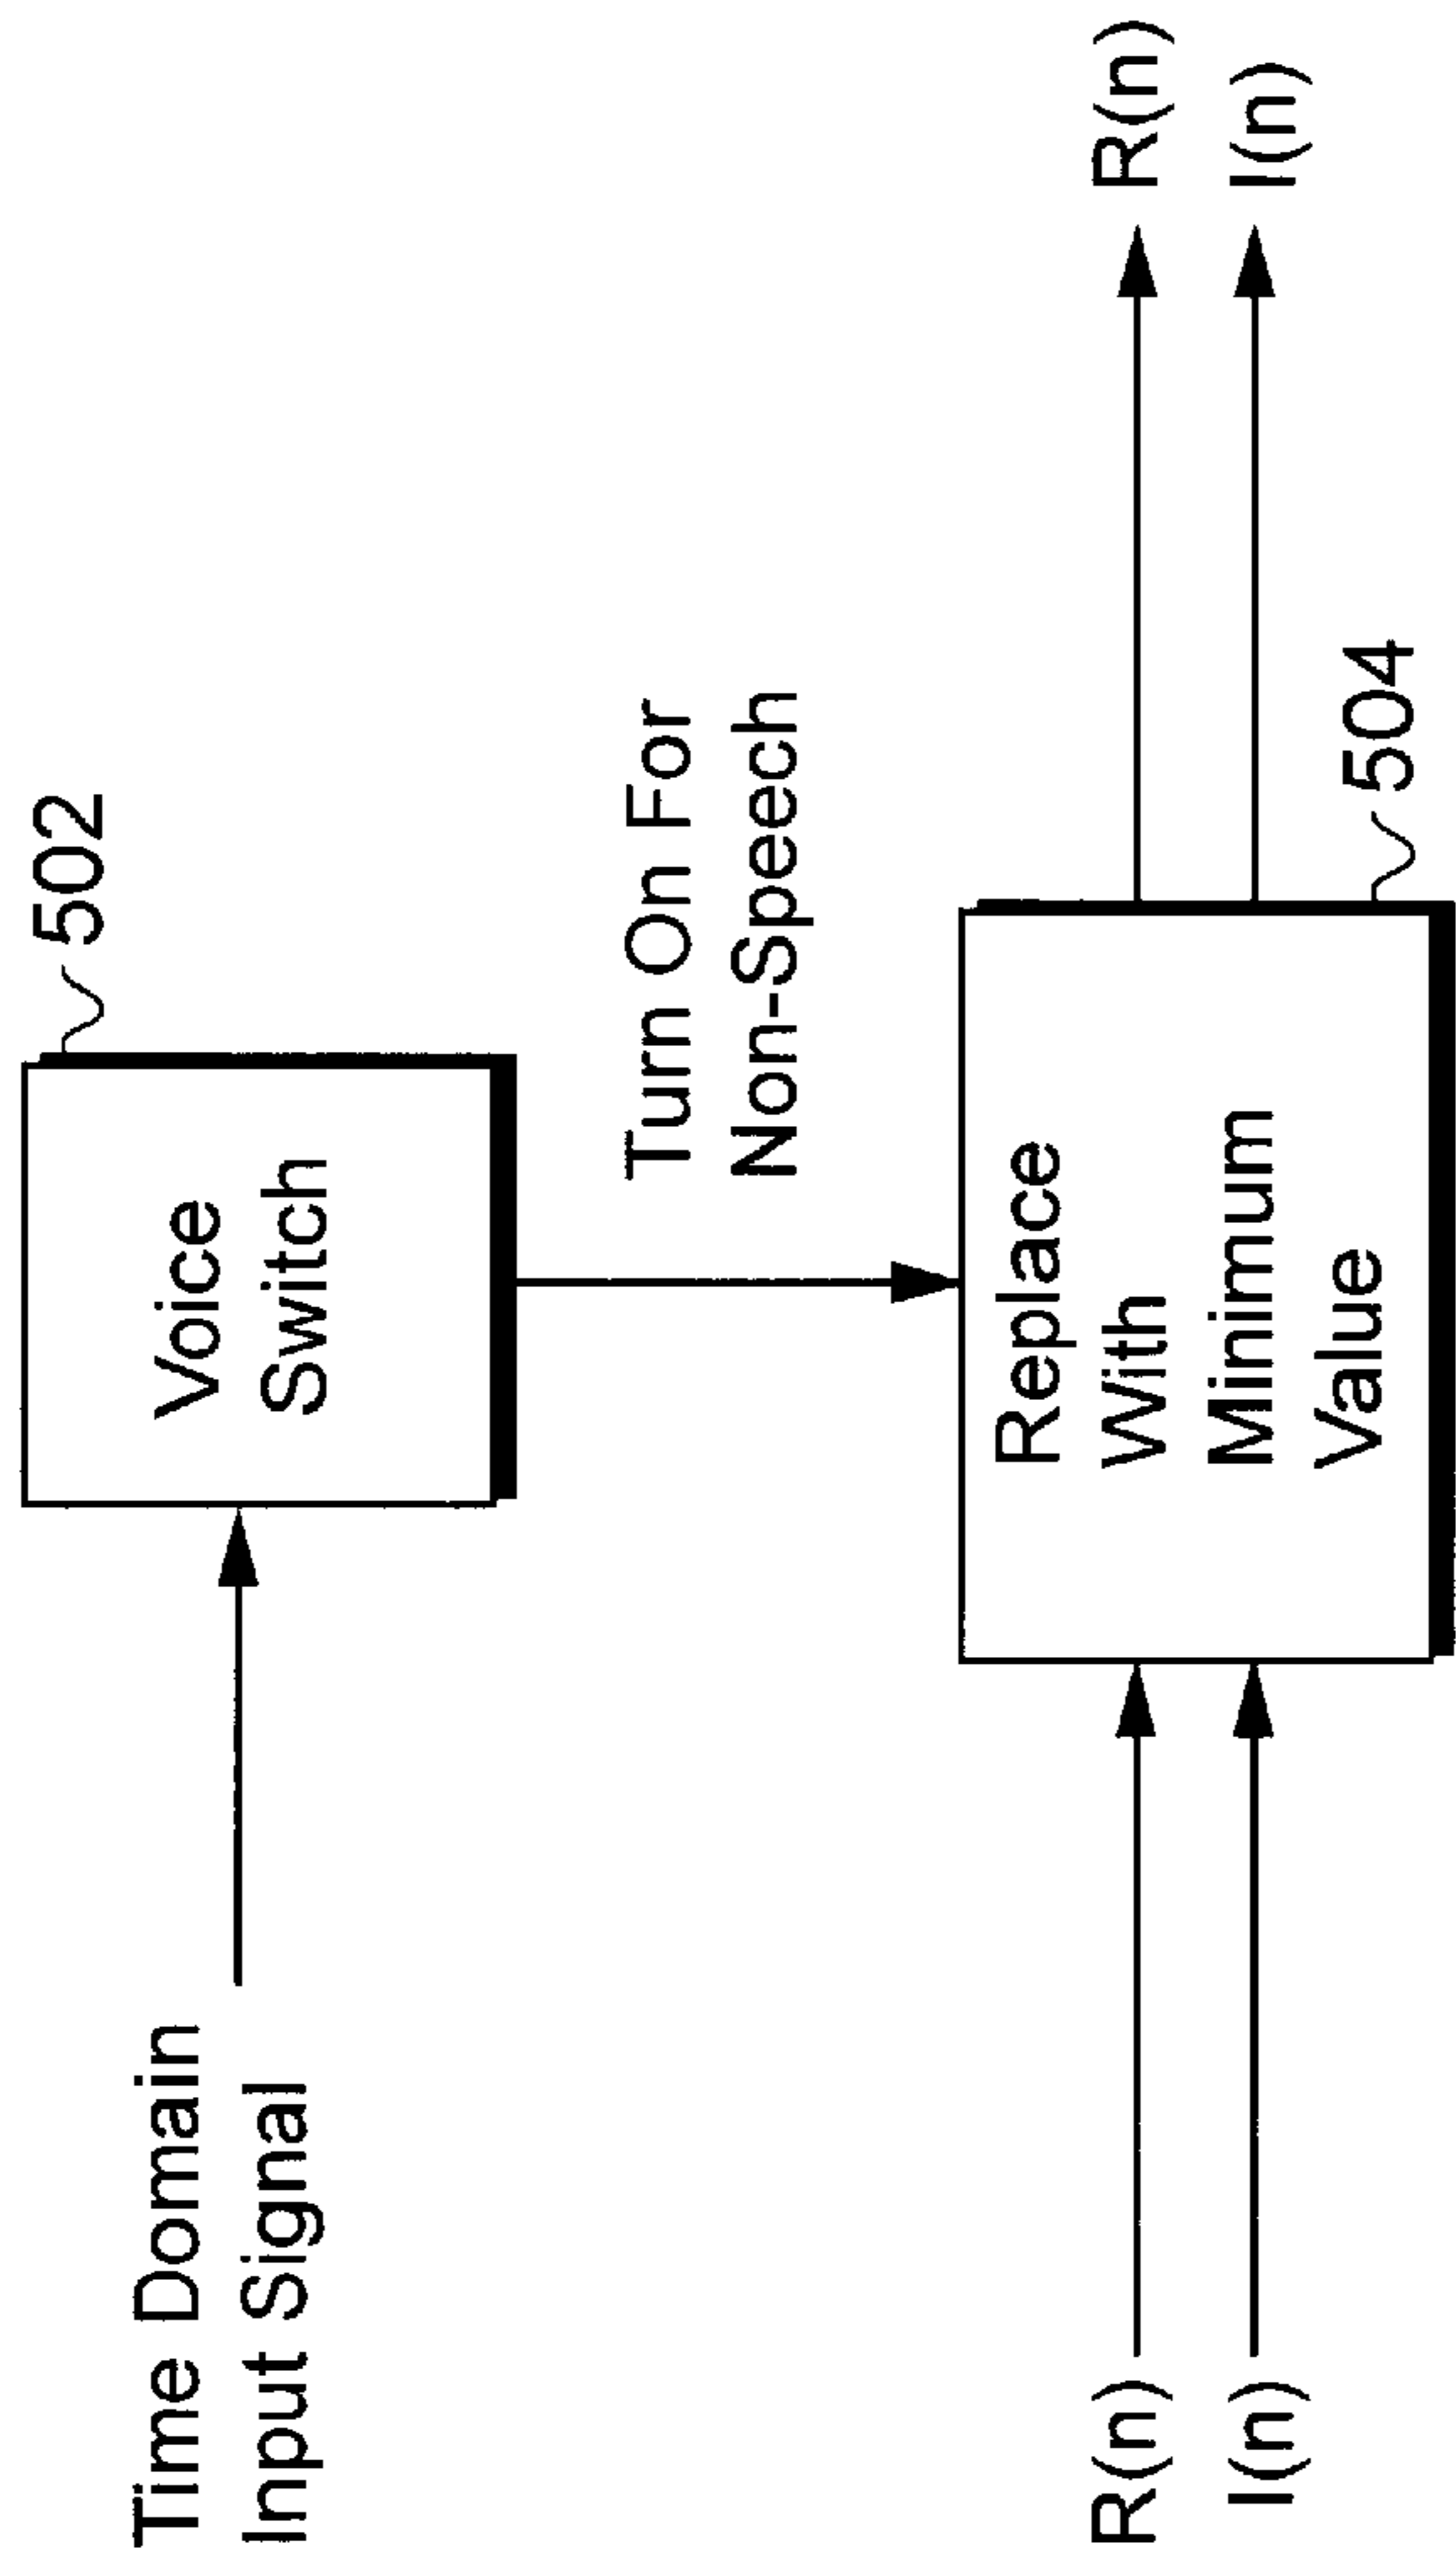 502
Time Domain
Input Signal
Voice
Switch
Turn On For
Non-Speech
R(n)
I(n)
Replace
With
Minimum
Value
R(n)
I(n)
504